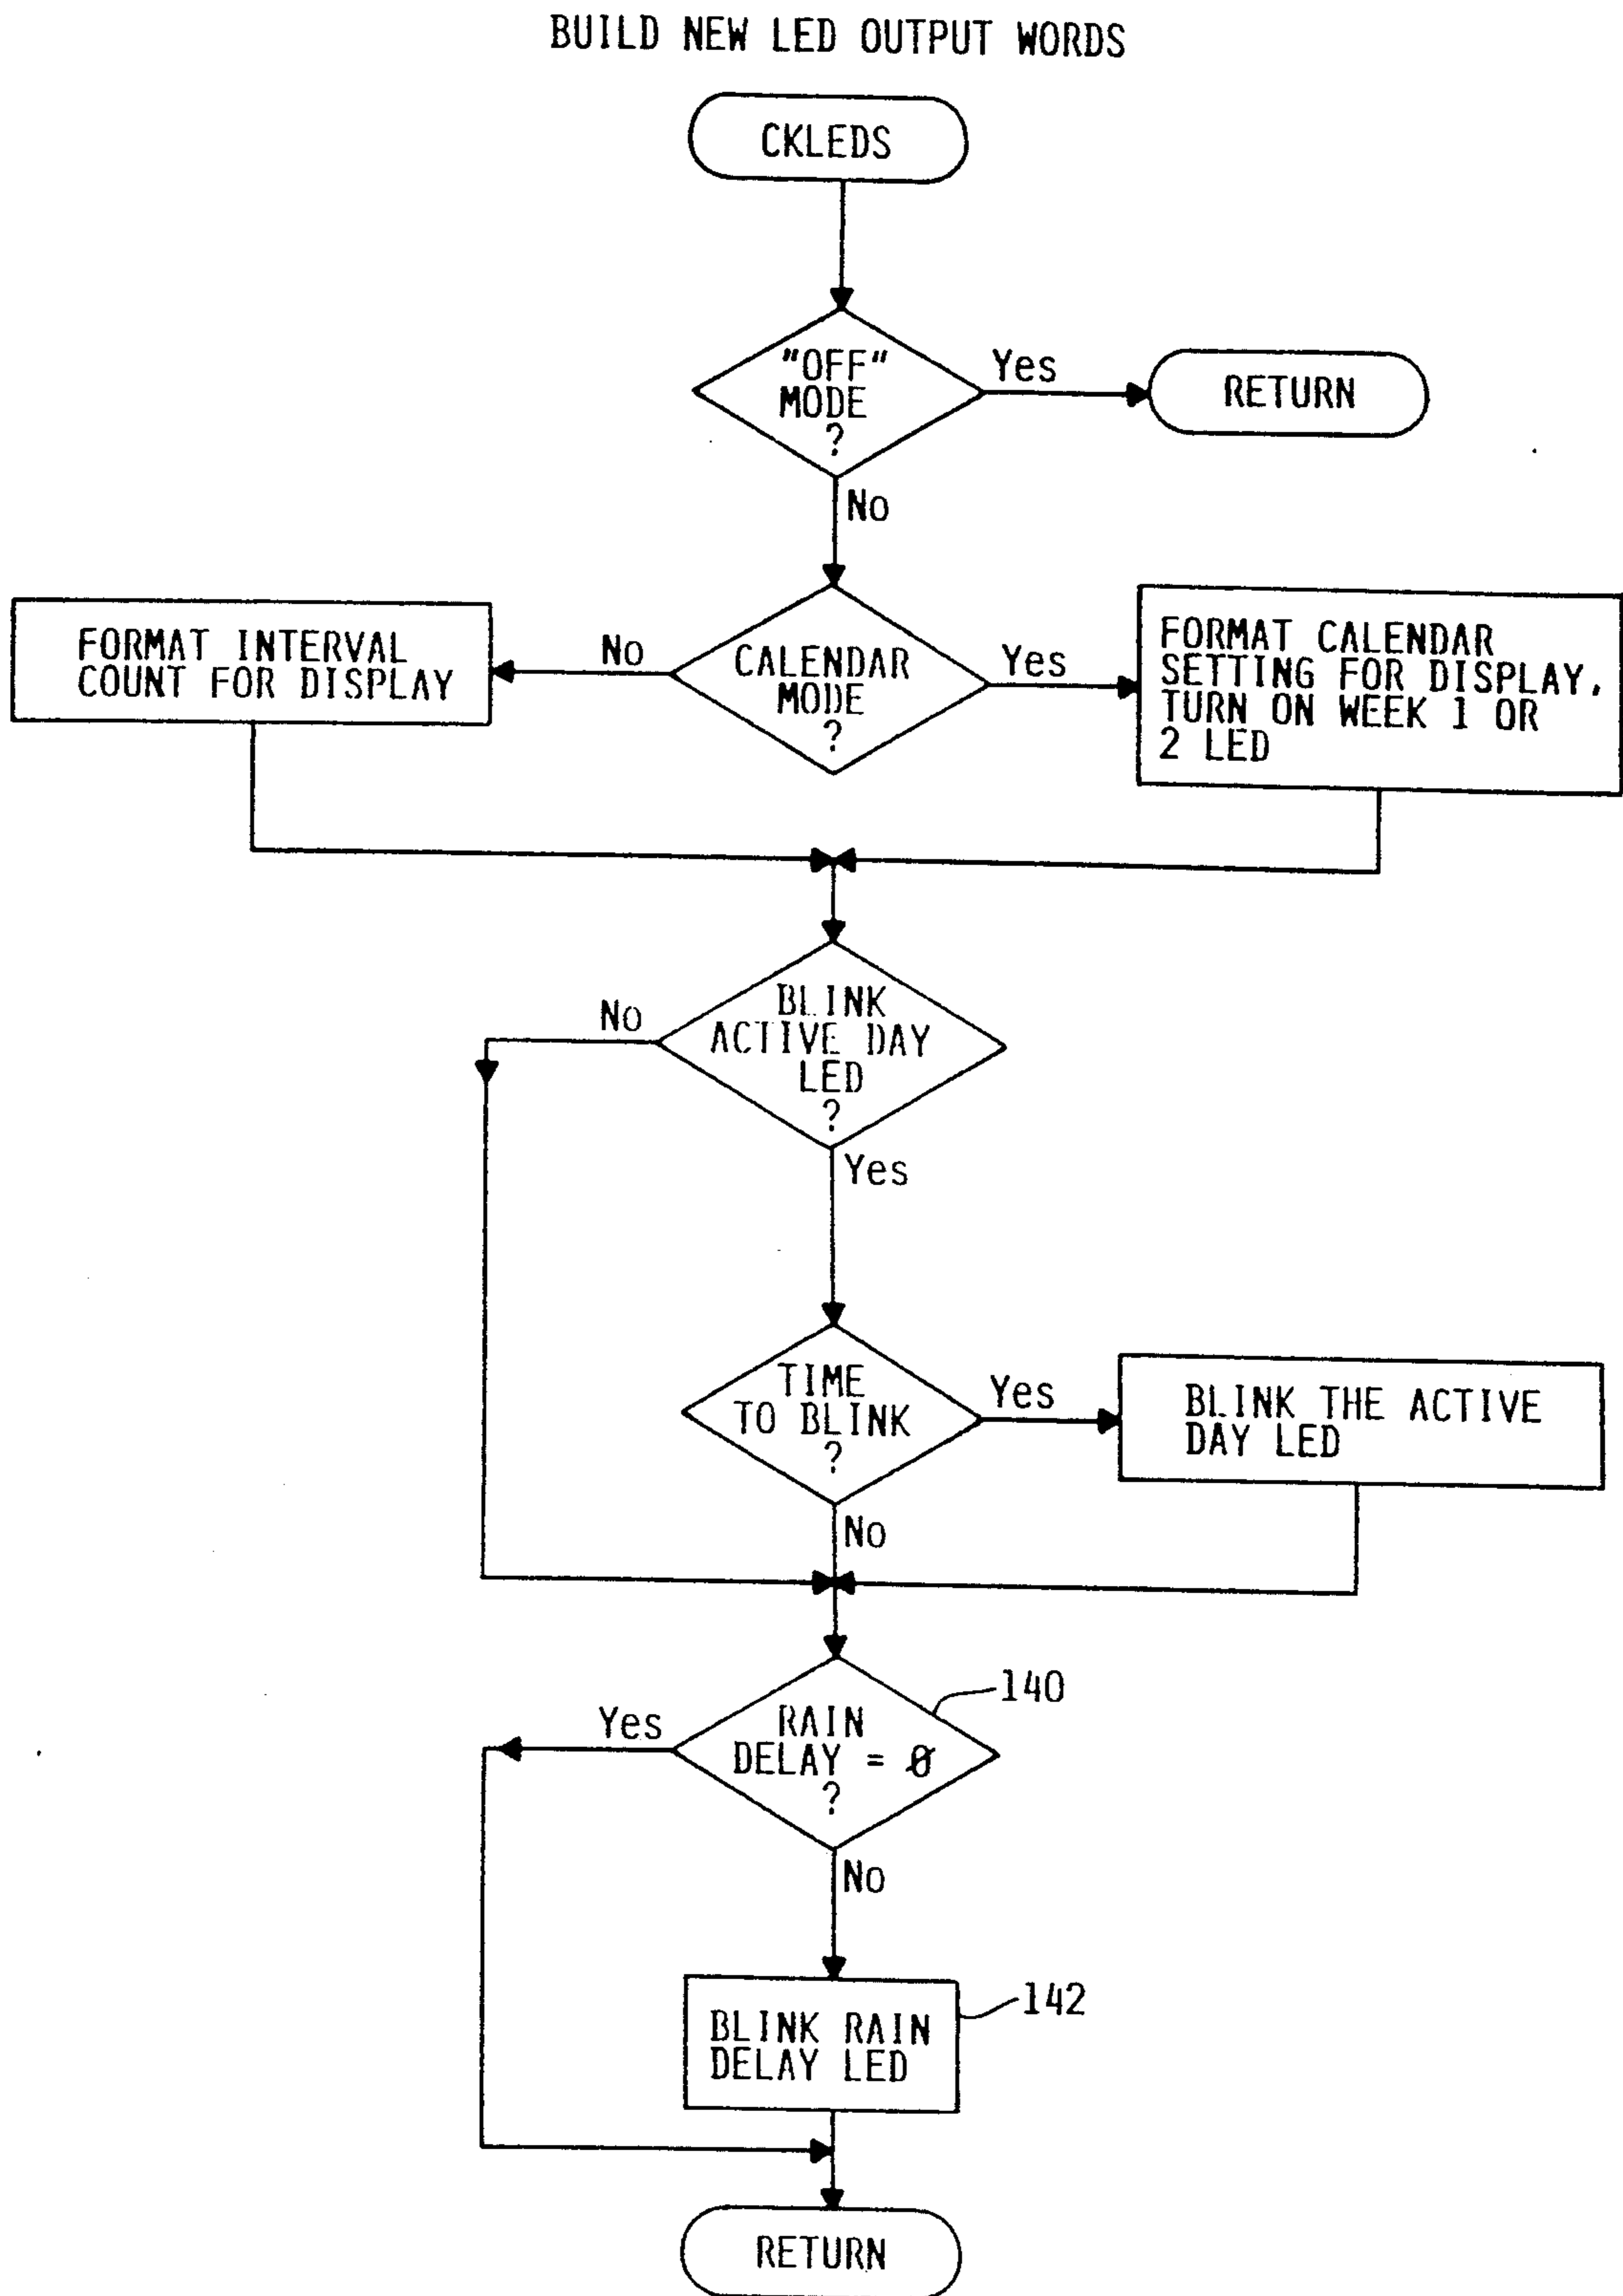 BUILD NEW LED OUTPUT WORDS
CKLEDS
"OFF"
MODE
?
Yes
RETURN
No
FORMAT INTERVAL
COUNT FOR DISPLAY
No
CALENDAR
MODE
?
Yes
FORMAT CALENDAR
SETTING FOR DISPLAY,
TURN ON WEEK 1 OR
2 LED
No
BLINK
ACTIVE DAY
LED
?
Yes
TIME
TO BLINK
?
Yes
BLINK THE ACTIVE
DAY LED
No
140
Yes
RAIN
DELAY = 0
?
No
142
BLINK RAIN
DELAY LED
RETURN